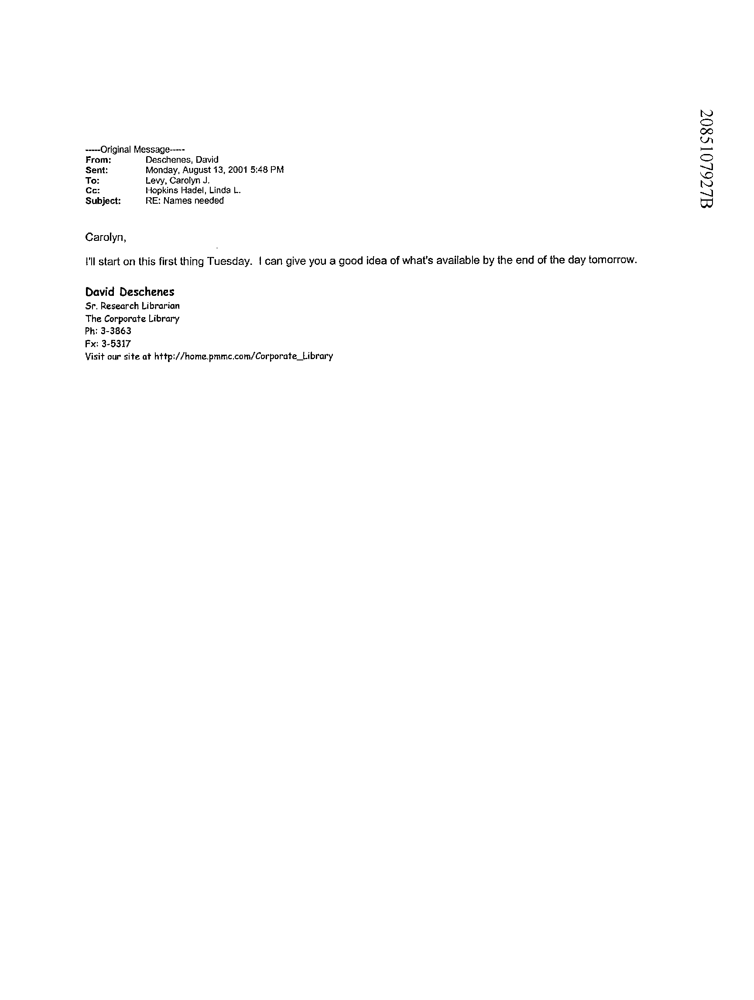 -----Original Message-----
From: Deschenes, David
Sent: Monday, August 13, 2001 5:48 PM
To: Levy, Carolyn J.
Cc: Hopkins Hadel, Linda L.
Subject: RE: Names needed
Carolyn,
I'll start on this first thing Tuesday. I can give you a good idea of what's available by the end of the day tomorrow.
David Deschenes
Sr. Research Librarian
The Corporate Library
Ph: 3-3863
Fx: 3-5317
Visit our site at http://home.pmmc.com/Corporate_Library
2085107927B